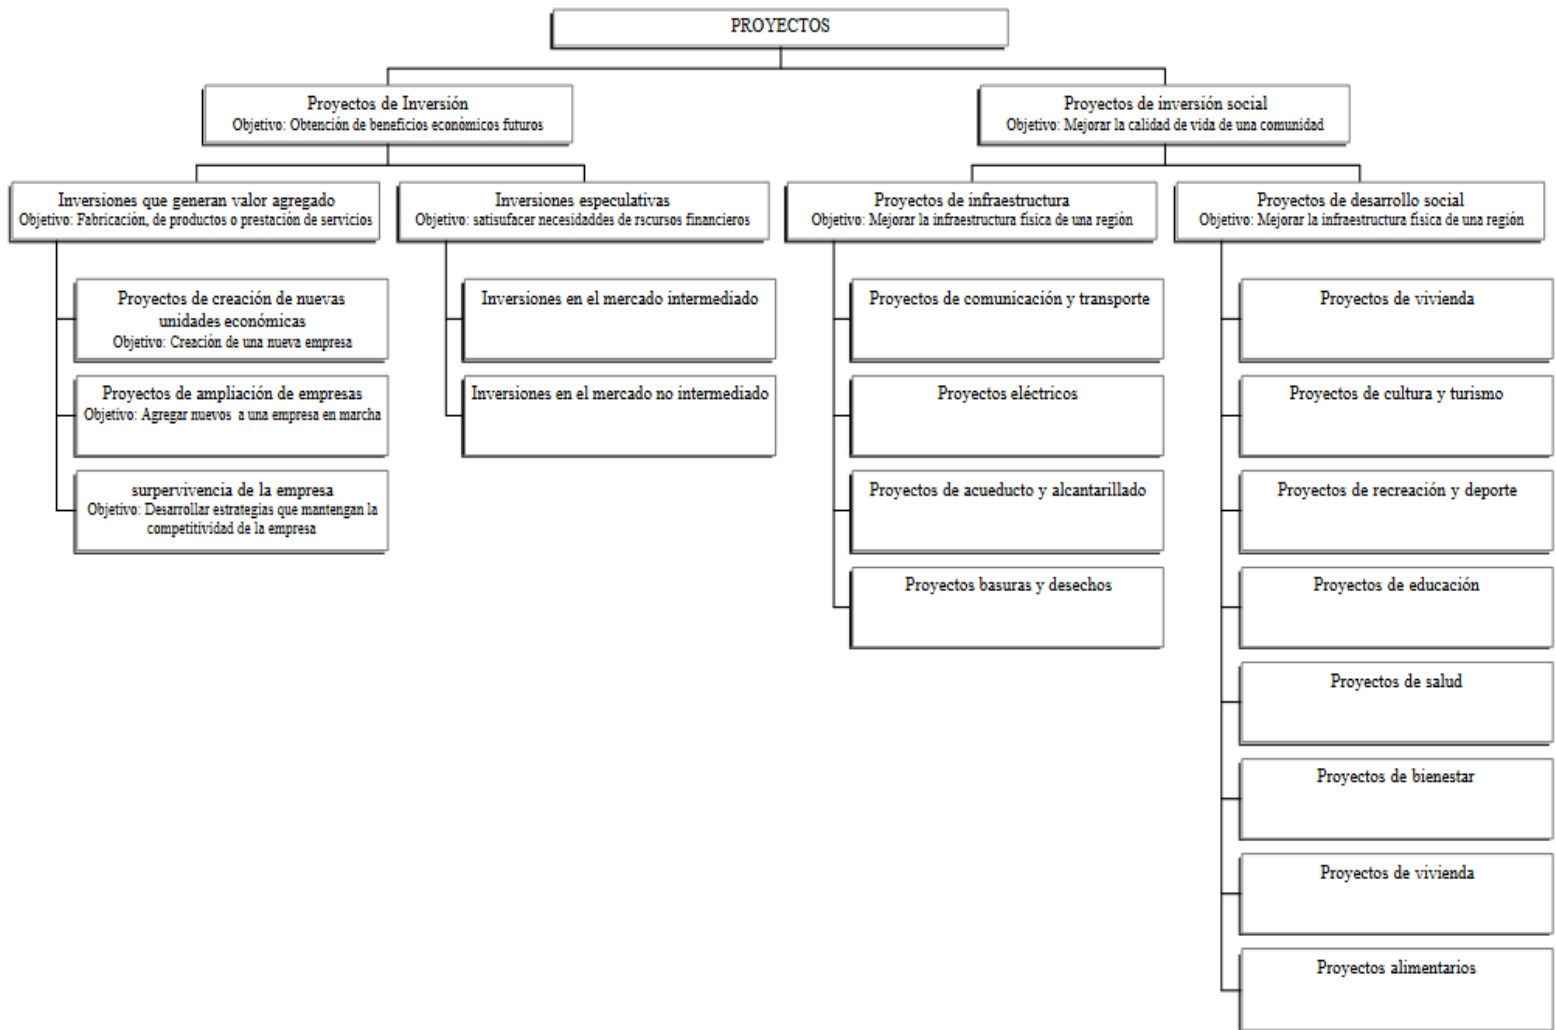 PROYECTOS
Proyectos de Inversión
Objetivo: Obtención de beneficios económicos futuros
Proyectos de inversión social
Objetivo: Mejorar la calidad de vida de una comunidad
Inversiones que generan valor agregado
Objetivo: Fabricación, de productos o prestación de servicios
Inversiones especulativas
Objetivo: satisufacer necesidaddes de rscursos financieros
Proyectos de infraestructura
Objetivo: Mejorar la infraestructura física de una región
Proyectos de desarrollo social
Objetivo: Mejorar la infraestructura física de una región
Proyectos de creación de nuevas
unidades económicas
Objetivo: Creación de una nueva empresa
Proyectos de ampliación de empresas
Objetivo: Agregar nuevos a una empresa en marcha
surpervivencia de la empresa
Objetivo: Desarrollar estrategias que mantengan la
competitividad de la empresa
Inversiones en el mercado intermediado
Inversiones en el mercado no intermediado
Proyectos de comunicación y transporte
Proyectos eléctricos
Proyectos de acueducto y alcantarillado
Proyectos basuras y desechos
Proyectos de vivienda
Proyectos de cultura y turismo
Proyectos de recreación y deporte
Proyectos de educación
Proyectos de salud
Proyectos de bienestar
Proyectos de vivienda
Proyectos alimentarios